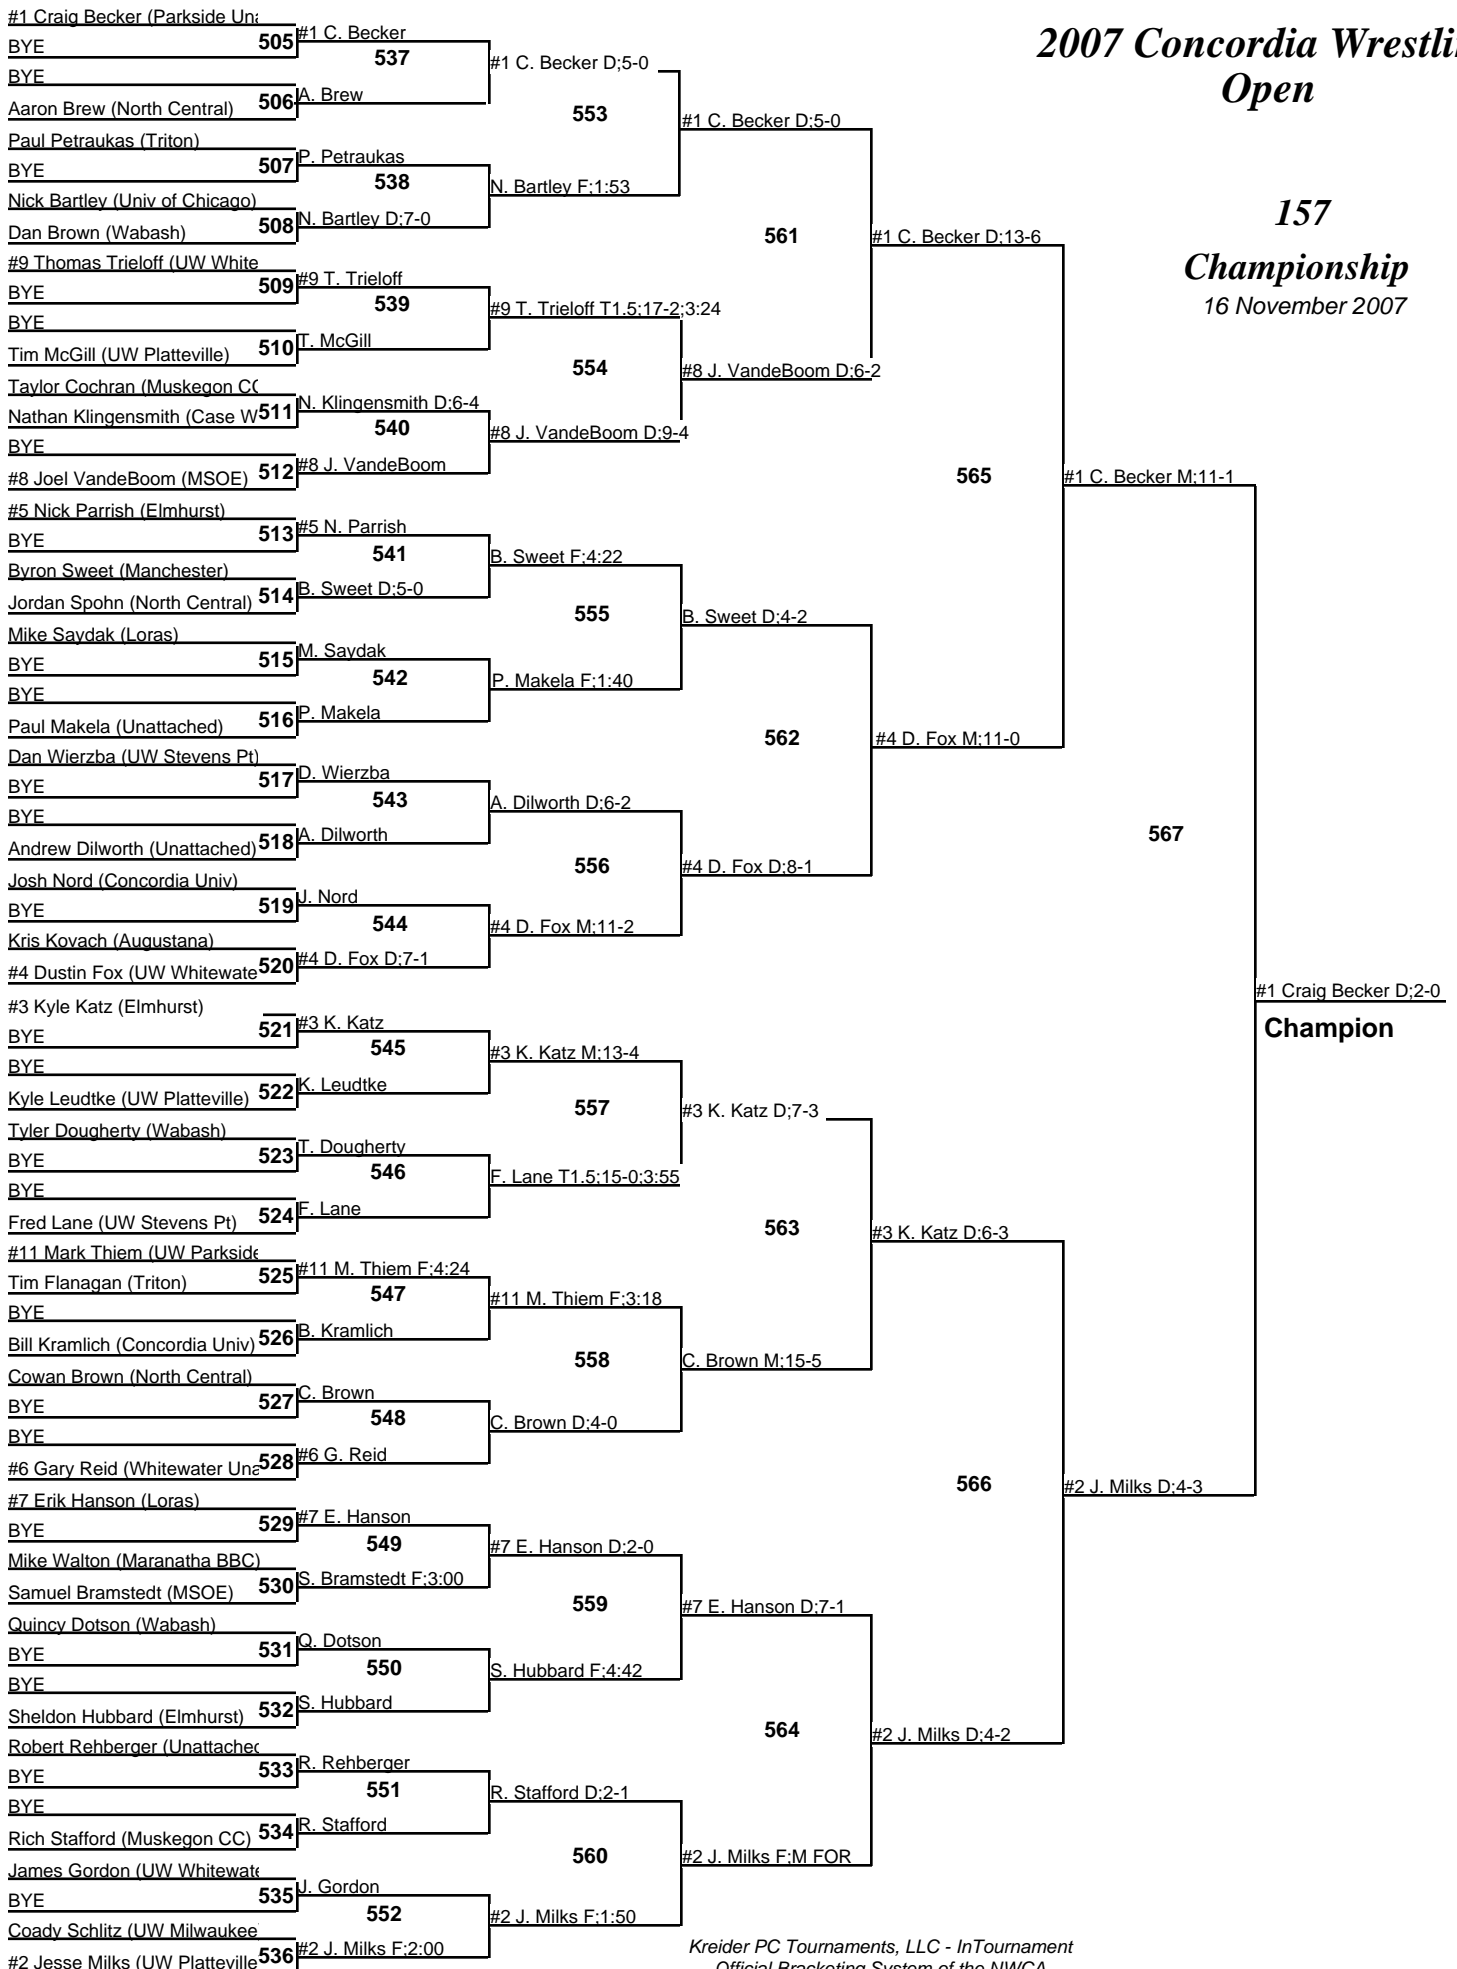 2007 Concordia Wrestli
Open
157
Championship
16 November 2007
#1 Craig Becker (Parkside Una
BYE
505
BYE
Aaron Brew (North Central)
506
Paul Petraukas (Triton)
BYE
507
Nick Bartley (Univ of Chicago)
Dan Brown (Wabash)
508
#9 Thomas Trieloff (UW White
BYE
509
BYE
Tim McGill (UW Platteville)
510
Taylor Cochran (Muskegon CC
Nathan Klingensmith (Case W
511
BYE
#8 Joel VandeBoom (MSOE)
512
#5 Nick Parrish (Elmhurst)
BYE
513
Byron Sweet (Manchester)
Jordan Spohn (North Central)
514
Mike Saydak (Loras)
BYE
515
BYE
Paul Makela (Unattached)
516
Dan Wierzba (UW Stevens Pt)
BYE
517
BYE
Andrew Dilworth (Unattached)
518
Josh Nord (Concordia Univ)
BYE
519
Kris Kovach (Augustana)
#4 Dustin Fox (UW Whitewate
520
#3 Kyle Katz (Elmhurst)
BYE
521
BYE
Kyle Leudtke (UW Platteville)
522
Tyler Dougherty (Wabash)
BYE
523
BYE
Fred Lane (UW Stevens Pt)
524
#11 Mark Thiem (UW Parkside
Tim Flanagan (Triton)
525
BYE
Bill Kramlich (Concordia Univ)
526
Cowan Brown (North Central)
BYE
527
BYE
#6 Gary Reid (Whitewater Una
528
#7 Erik Hanson (Loras)
BYE
529
Mike Walton (Maranatha BBC)
Samuel Bramstedt (MSOE)
530
Quincy Dotson (Wabash)
BYE
531
BYE
Sheldon Hubbard (Elmhurst)
532
Robert Rehberger (Unattached
BYE
533
BYE
Rich Stafford (Muskegon CC)
534
James Gordon (UW Whitewate
BYE
535
Coady Schlitz (UW Milwaukee)
#2 Jesse Milks (UW Platteville
536
#1 C. Becker
537
A. Brew
P. Petraukas
538
N. Bartley D;7-0
#9 T. Trieloff
539
T. McGill
N. Klingensmith D;6-4
540
#8 J. VandeBoom
#5 N. Parrish
541
B. Sweet D;5-0
M. Saydak
542
P. Makela
D. Wierzba
543
A. Dilworth
J. Nord
544
#4 D. Fox D;7-1
#3 K. Katz
545
K. Leudtke
T. Dougherty
546
F. Lane
#11 M. Thiem F;4:24
547
B. Kramlich
C. Brown
548
#6 G. Reid
#7 E. Hanson
549
S. Bramstedt F;3:00
Q. Dotson
550
S. Hubbard
R. Rehberger
551
R. Stafford
J. Gordon
552
#2 J. Milks F;2:00
#1 C. Becker D;5-0
553
N. Bartley F;1:53
#9 T. Trieloff T1.5;17-2;3:24
554
#8 J. VandeBoom D;9-4
B. Sweet F;4:22
555
P. Makela F;1:40
A. Dilworth D;6-2
556
#4 D. Fox M;11-2
#3 K. Katz M;13-4
557
F. Lane T1.5;15-0;3:55
#11 M. Thiem F;3:18
558
C. Brown D;4-0
#7 E. Hanson D;2-0
559
S. Hubbard F;4:42
R. Stafford D;2-1
560
#2 J. Milks F;1:50
#1 C. Becker D;5-0
561
#8 J. VandeBoom D;6-2
B. Sweet D;4-2
562
#4 D. Fox D;8-1
#3 K. Katz D;7-3
563
C. Brown M;15-5
#7 E. Hanson D;7-1
564
#2 J. Milks F;M FOR
#1 C. Becker D;13-6
565
#4 D. Fox M;11-0
#3 K. Katz D;6-3
566
#2 J. Milks D;4-2
#1 C. Becker M;11-1
567
#2 J. Milks D;4-3
#1 Craig Becker D;2-0
Champion
Kreider PC Tournaments, LLC - InTournament
Official Bracketing System of the NWCA